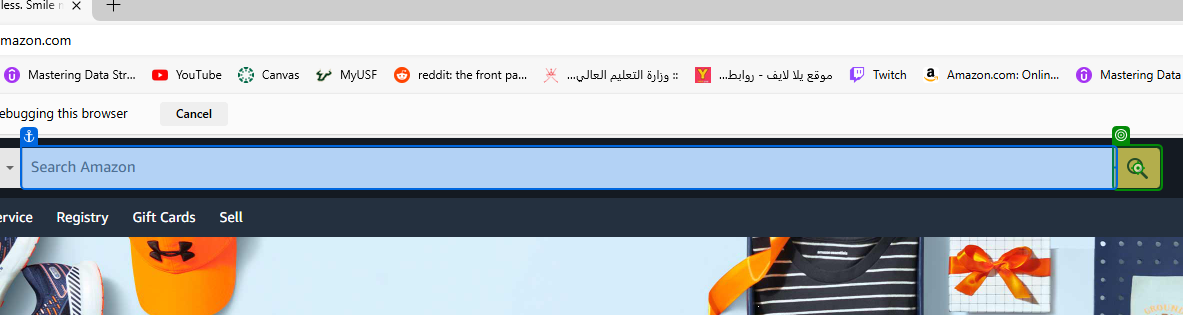 less. Smile
mazon.com
Mastering Data Str... YouTube Canvas MyUSF reddit: the front pa... وزارة التعليم العالي... :: موقع يلا لايف - روابط... Twitch Amazon.com: Onlin... Mastering Data
ebugging this browser Cancel
Search Amazon
ervice Registry Gift Cards Sell